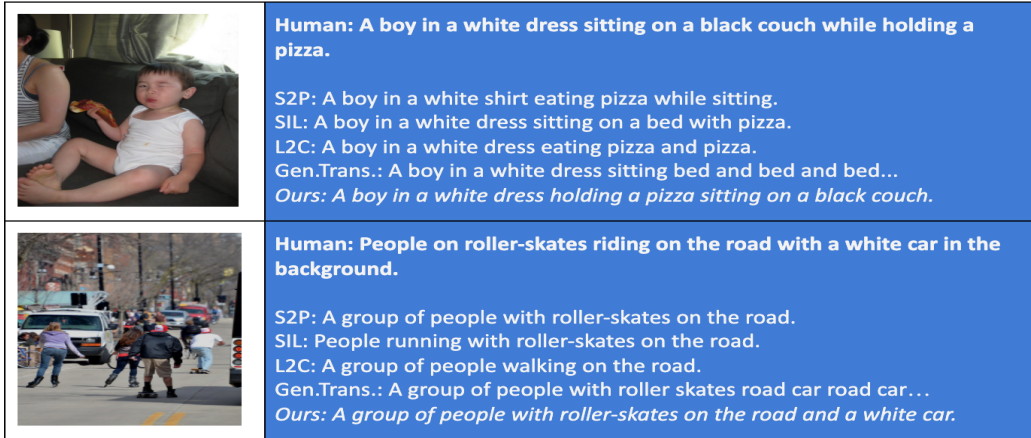 Human: A boy in a white dress sitting on a black couch while holding a
pizza.
S2P: A boy in a white shirt eating pizza while sitting.
SIL: A boy in a white dress sitting on a bed with pizza.
L2C: A boy in a white dress eating pizza and pizza.
Gen.Trans.: A boy in a white dress sitting bed and bed and bed...
Ours: A boy in a white dress holding a pizza sitting on a black couch.
Human: People on roller-skates riding on the road with a white car in the
background.
S2P: A group of people with roller-skates on the road.
SIL: People running with roller-skates on the road.
L2C: A group of people walking on the road.
Gen.Trans.: A group of people with roller skates road car road car…
Ours: A group of people with roller-skates on the road and a white car.